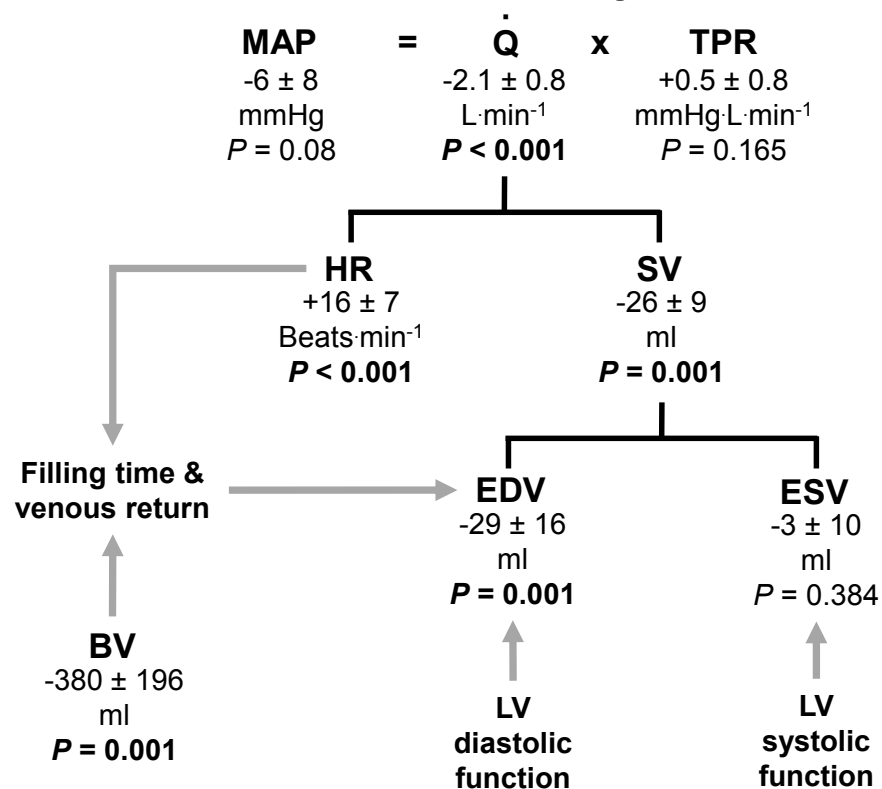 MAP = Q̇ x TPR
-6 ± 8 -2.1 ± 0.8 +0.5 ± 0.8
mmHg L·min⁻¹ mmHg·L·min⁻¹
P = 0.08 P < 0.001 P = 0.165
HR SV
+16 ± 7 -26 ± 9
Beats·min⁻¹ ml
P < 0.001 P = 0.001
Filling time &
venous return
EDV ESV
-29 ± 16 -3 ± 10
ml ml
P = 0.001 P = 0.384
BV
-380 ± 196
ml
P = 0.001
LV
diastolic
function
LV
systolic
function